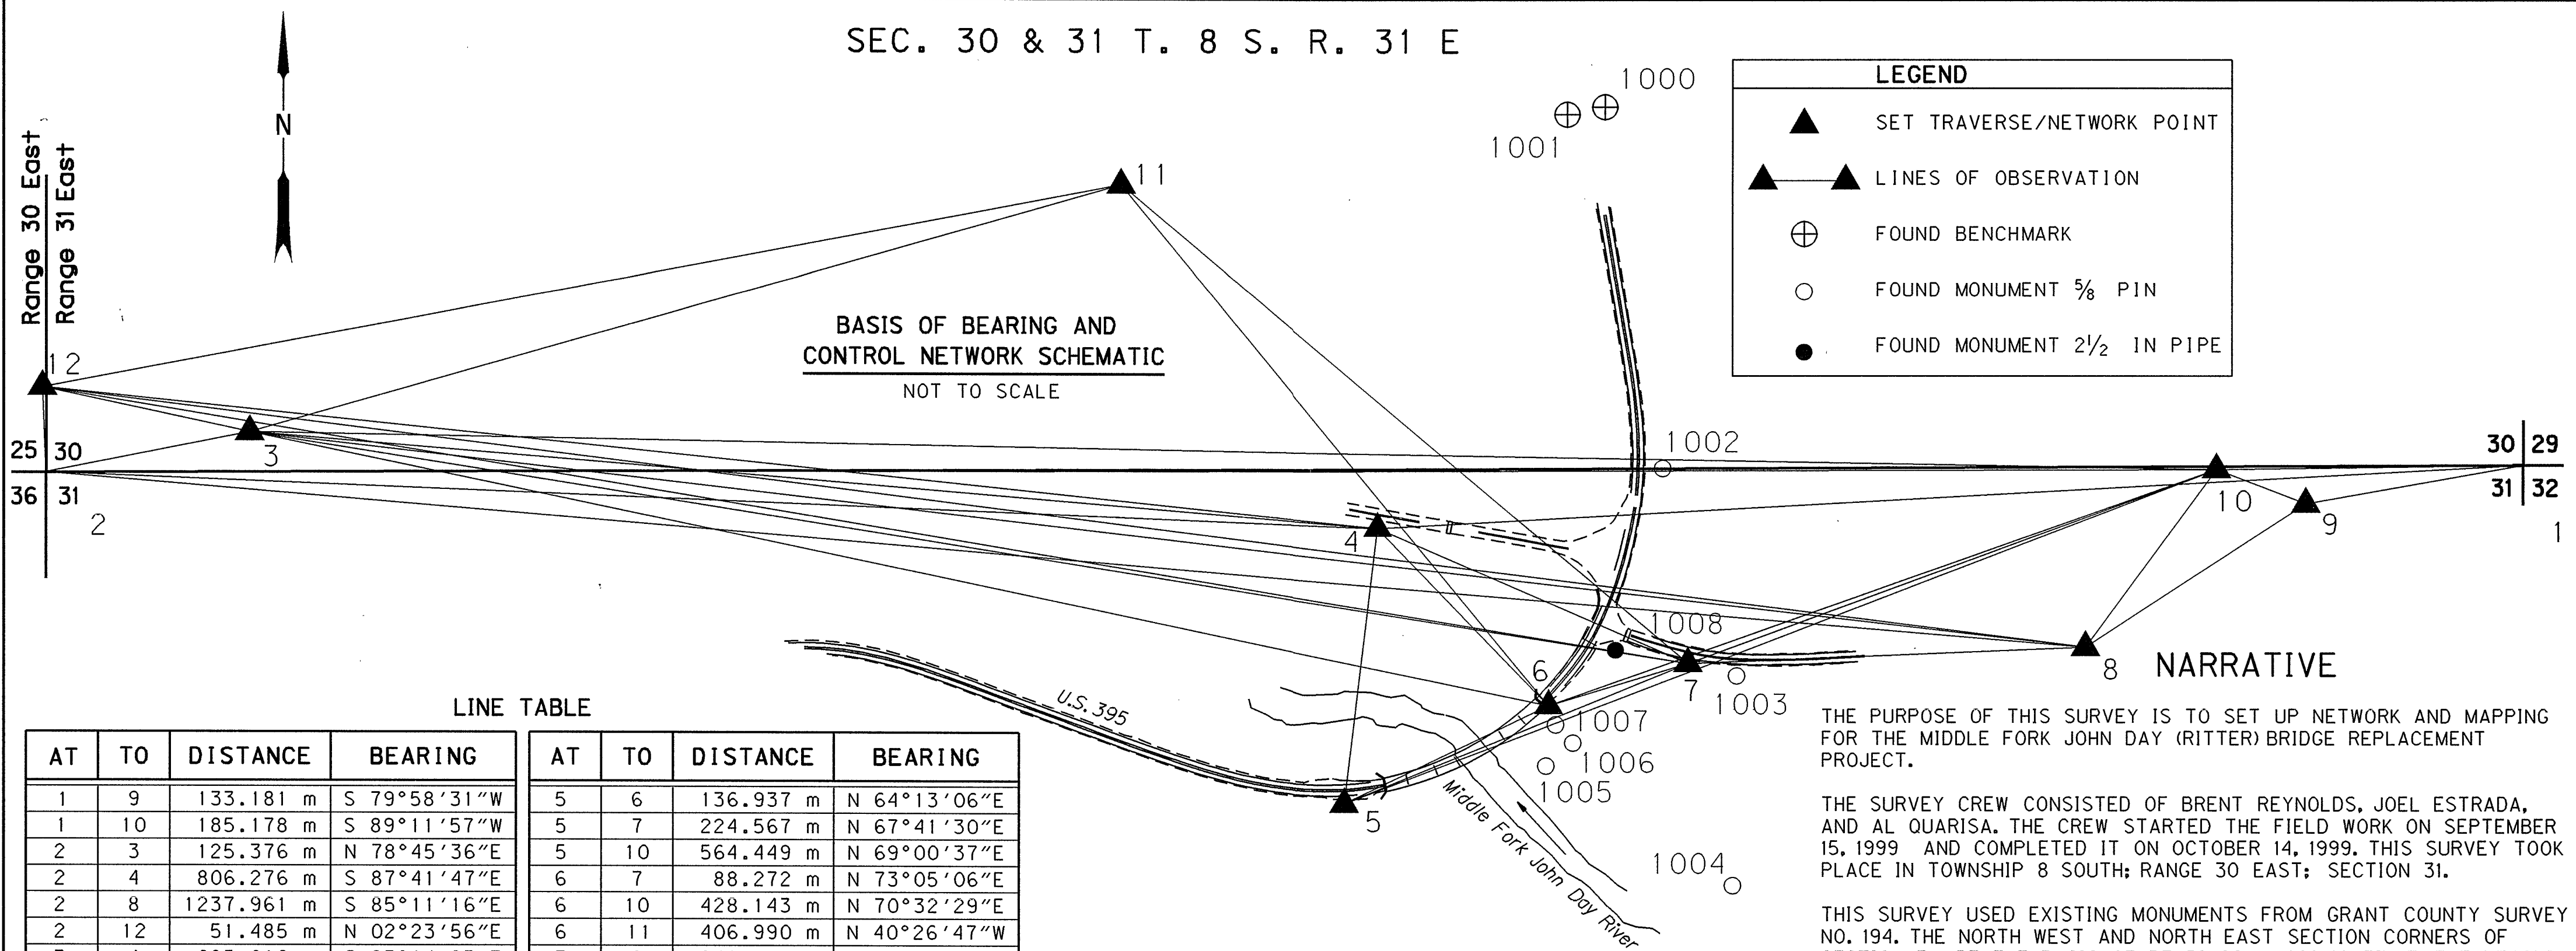 SEC. 30 & 31 T. 8 S. R. 31 E
N
Range 30 East
Range 31 East
LEGEND
SET TRAVERSE/NETWORK POINT
LINES OF OBSERVATION
FOUND BENCHMARK
FOUND MONUMENT 5/8 PIN
FOUND MONUMENT 2 1/2 IN PIPE
1000
1001
11
12
BASIS OF BEARING AND
CONTROL NETWORK SCHEMATIC
NOT TO SCALE
25 30
36 31
2
3
1002
30 29
31 32
1
10
9
4
1008
6
7
1003
8
1007
1006
1005
5
1004
U.S. 395
Middle Fork John Day River
LINE TABLE
AT TO DISTANCE BEARING
1 9 133.181 m S 79°58'31"W
1 10 185.178 m S 89°11'57"W
2 3 125.376 m N 78°45'36"E
2 4 806.276 m S 87°41'47"E
2 8 1237.961 m S 85°11'16"E
2 12 51.485 m N 02°23'56"E
AT TO DISTANCE BEARING
5 6 136.937 m N 64°13'06"E
5 7 224.567 m N 67°41'30"E
5 10 564.449 m N 69°00'37"E
6 7 88.272 m N 73°05'06"E
6 10 428.143 m N 70°32'29"E
6 11 406.990 m N 40°26'47"W
NARRATIVE
THE PURPOSE OF THIS SURVEY IS TO SET UP NETWORK AND MAPPING
FOR THE MIDDLE FORK JOHN DAY (RITTER) BRIDGE REPLACEMENT
PROJECT.
THE SURVEY CREW CONSISTED OF BRENT REYNOLDS, JOEL ESTRADA,
AND AL QUARISA. THE CREW STARTED THE FIELD WORK ON SEPTEMBER
15, 1999 AND COMPLETED IT ON OCTOBER 14, 1999. THIS SURVEY TOOK
PLACE IN TOWNSHIP 8 SOUTH; RANGE 30 EAST; SECTION 31.
THIS SURVEY USED EXISTING MONUMENTS FROM GRANT COUNTY SURVEY
NO. 194. THE NORTH WEST AND NORTH EAST SECTION CORNERS OF